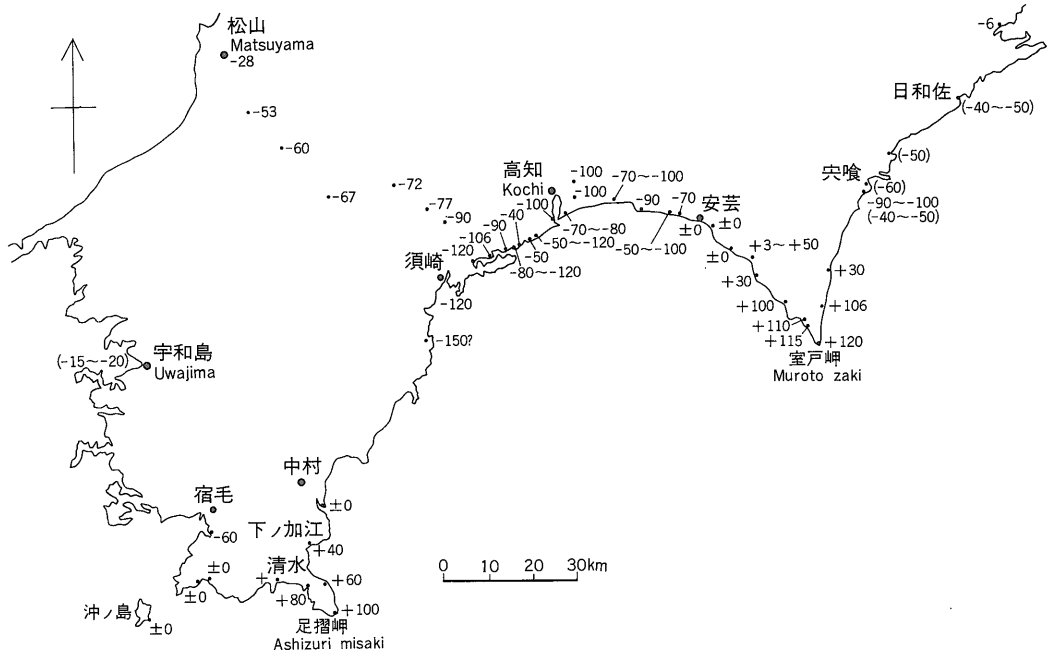 松山
Matsuyama
-28
-53
-60
-67
-72
-77
-90
-6
日和佐
(-40～-50)
(-50)
宍喰
(-60)
-90～-100
(-40～-50)
高知
Kochi
-100
-100
-100
-70～-100
-90
-70
安芸
±0
±0
±0
-70～-80
-50～-100
-40
-90
-106
-120
-50～-120
-50
-80～-120
須崎
-120
-150?
+3～+50
+30
+30
+100
+106
+110
+115
+120
室戸岬
Muroto zaki
(-15～-20)
宇和島
Uwajima
中村
±0
宿毛
-60
下ノ加江
+40
清水
+
+60
+80
+100
足摺岬
Ashizuri misaki
±0
±0
沖ノ島
±0
0 10 20 30km